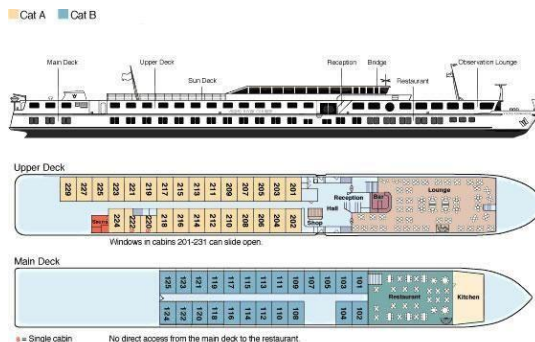 Cat A Cat B
Main Deck Upper Deck Sun Deck Reception Bridge Restaurant Observation Lounge
Upper Deck
229 227 225 223 221 219 217 215 213 211 209 207 205 203 201
Lounge
Reception Bar
Hall
Shop
224 222 220 218 216 214 212 210 208 206 204 202
Windows in cabins 201-231 can slide open.
Main Deck
125 123 121 119 117 115 113 111 109 107 105 103 101
Restaurant Kitchen
124 122 120 118 116 114 112 110 108 104 102
= Single cabin No direct access from the main deck to the restaurant.